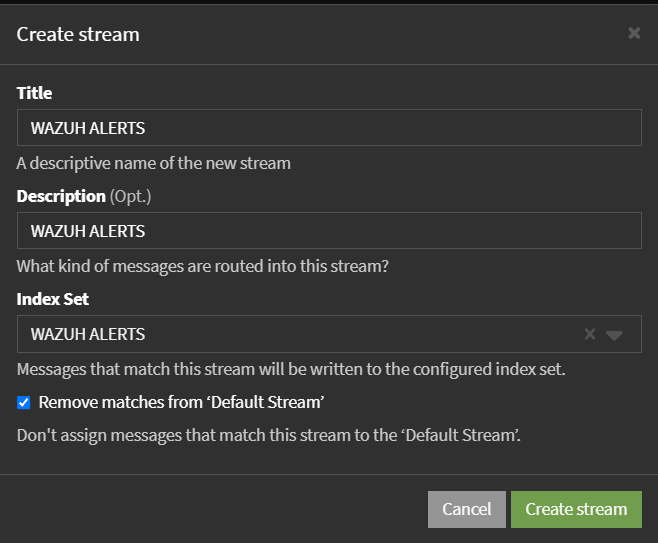 Create stream
Title
WAZUH ALERTS
A descriptive name of the new stream
Description (Opt.)
WAZUH ALERTS
What kind of messages are routed into this stream?
Index Set
WAZUH ALERTS
Messages that match this stream will be written to the configured index set.
Remove matches from ‘Default Stream’
Don't assign messages that match this stream to the ‘Default Stream’.
Cancel Create stream